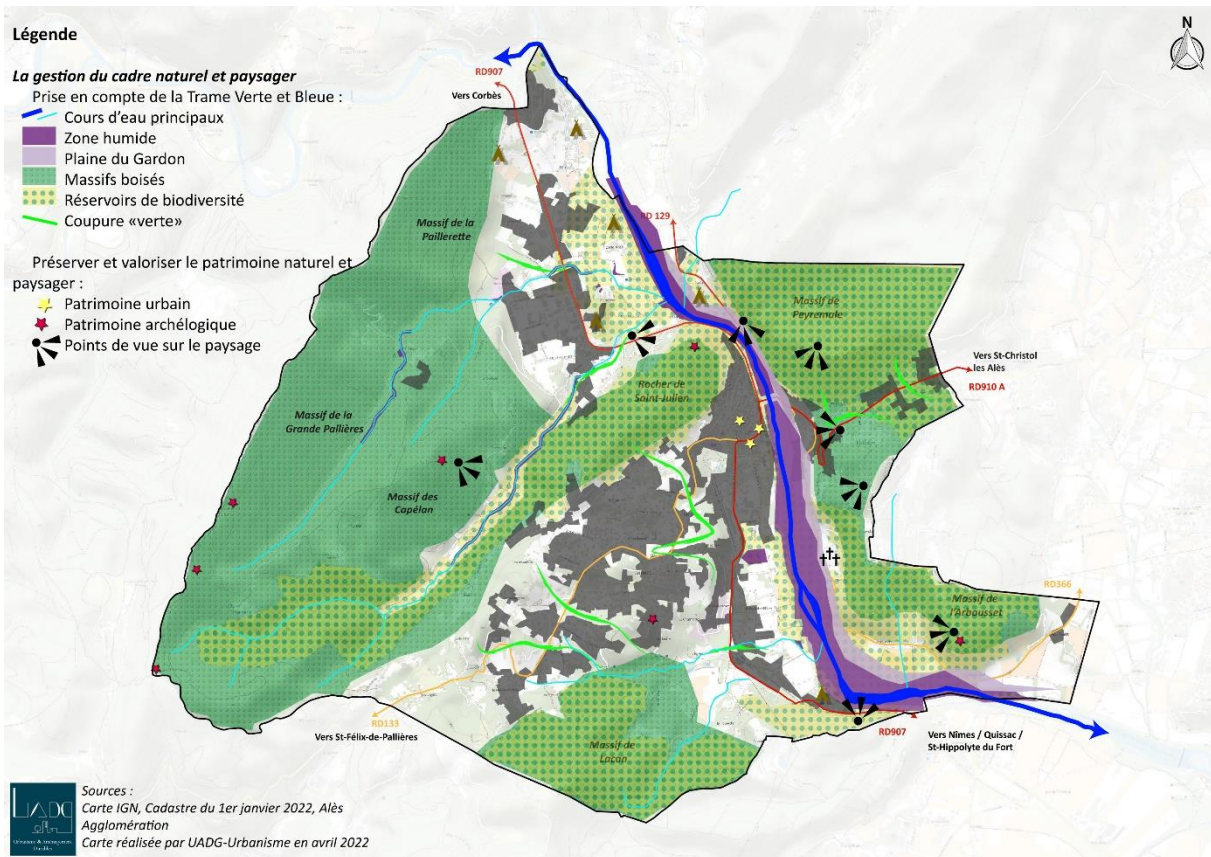 Légende
La gestion du cadre naturel et paysager
Prise en compte de la Trame Verte et Bleue :
Cours d'eau principaux
Zone humide
Plaine du Gardon
Massifs boisés
Réservoirs de biodiversité
Coupure «verte»
Préserver et valoriser le patrimoine naturel et
paysager :
Patrimoine urbain
Patrimoine archélogique
Points de vue sur le paysage
N
RD907
Vers Corbès
RD 129
Massif de la
Paillerette
Massif de
Peyremale
Vers St-Christol
les Alès
RD910 A
Rocher de
Saint-Julien
Massif de la
Grande Pallières
Massif des
Capélan
RD366
Massif de
l'Arbousset
RD133
Vers St-Félix-de-Pallières
Massif de
Lacan
RD907
Vers Nîmes / Quissac /
St-Hippolyte du Fort
UADG
Urbanisme & Aménagement
Durables
Sources :
Carte IGN, Cadastre du 1er janvier 2022, Alès
Agglomération
Carte réalisée par UADG-Urbanisme en avril 2022